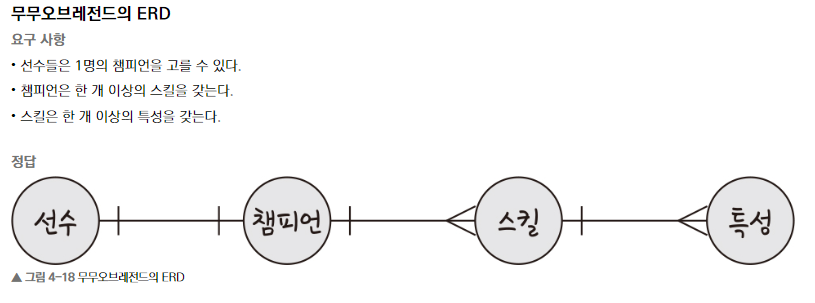 무무오브레전드의 ERD
요구 사항
• 선수들은 1명의 챔피언을 고를 수 있다.
• 챔피언은 한 개 이상의 스킬을 갖는다.
• 스킬은 한 개 이상의 특성을 갖는다.
정답
선수 챔피언 스킬 특성
▲ 그림 4-18 무무오브레전드의 ERD